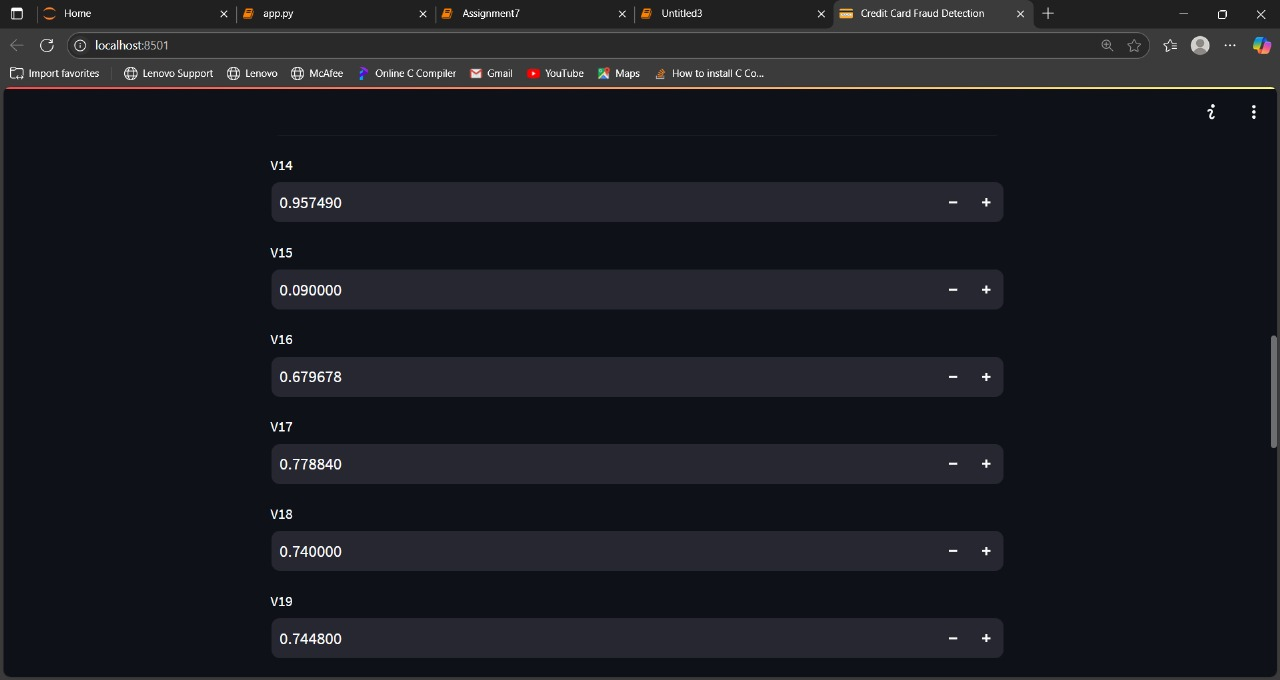 Home
app.py
Assignment7
Untitled3
Credit Card Fraud Detection
localhost:8501
Import favorites
Lenovo Support
Lenovo
McAfee
Online C Compiler
Gmail
YouTube
Maps
How to install C Co...
V14
0.957490
V15
0.090000
V16
0.679678
V17
0.778840
V18
0.740000
V19
0.744800